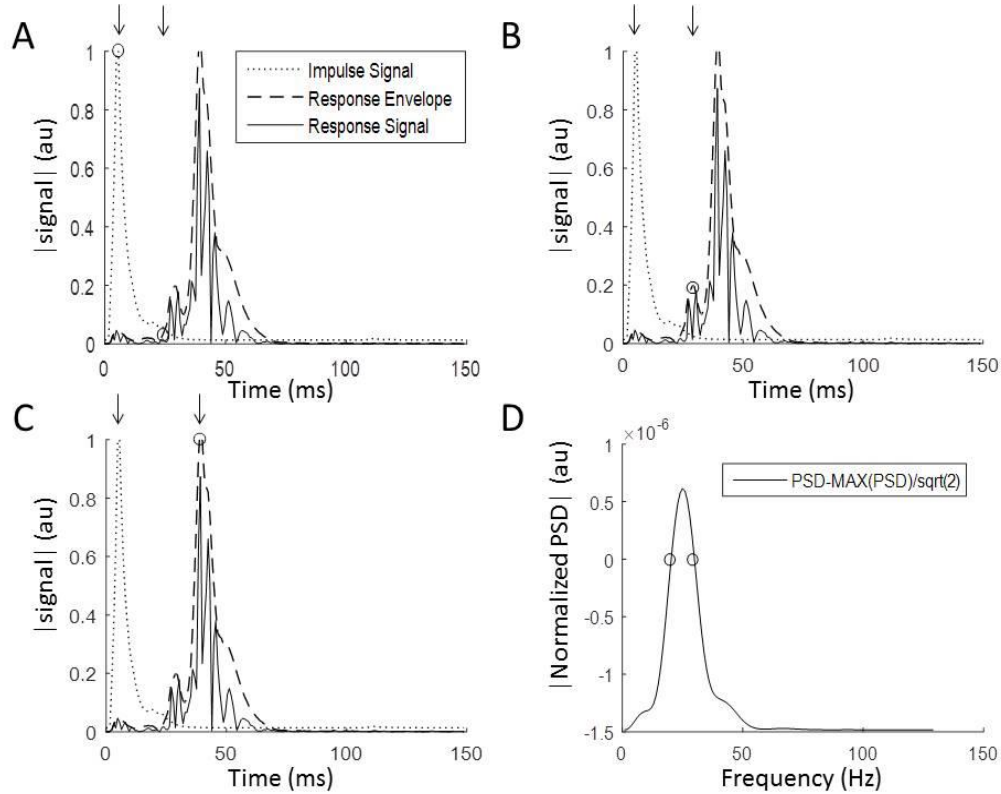 A
1
0.8
0.6
0.4
0.2
0
|signal| (au)
Impulse Signal
Response Envelope
Response Signal
0
50
100
150
Time (ms)
B
1
0.8
0.6
0.4
0.2
0
|signal| (au)
0
50
100
150
Time (ms)
C
1
0.8
0.6
0.4
0.2
0
|signal| (au)
0
50
100
150
Time (ms)
D
×10-6
1
0.5
0
-0.5
-1
-1.5
|Normalized PSD| (au)
PSD-MAX(PSD)/sqrt(2)
0
50
100
150
Frequency (Hz)